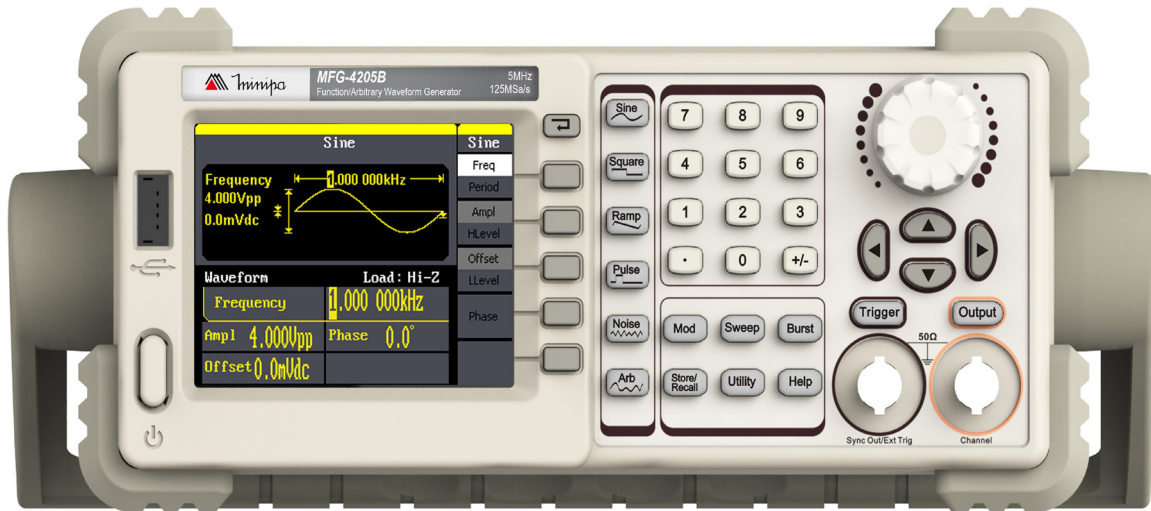 Minipa
MFG-4205B
Function/Arbitrary Waveform Generator
5MHz
125MSa/s
Sine
Frequency
1.000 000kHz
4.000Vpp
0.0mVdc
Waveform
Load: Hi-Z
Frequency
1.000 000kHz
Ampl 4.000Vpp
Phase 0.0°
Offset 0.0mVdc
Sine
Freq
Period
Ampl
HLevel
Offset
LLevel
Phase
Sine
Square
Ramp
Pulse
Noise
Arb
7 8 9
4 5 6
1 2 3
· 0 +/-
Mod Sweep Burst
Store/
Recall
Utility Help
Trigger
Output
50Ω
Sync Out/Ext Trig
Channel